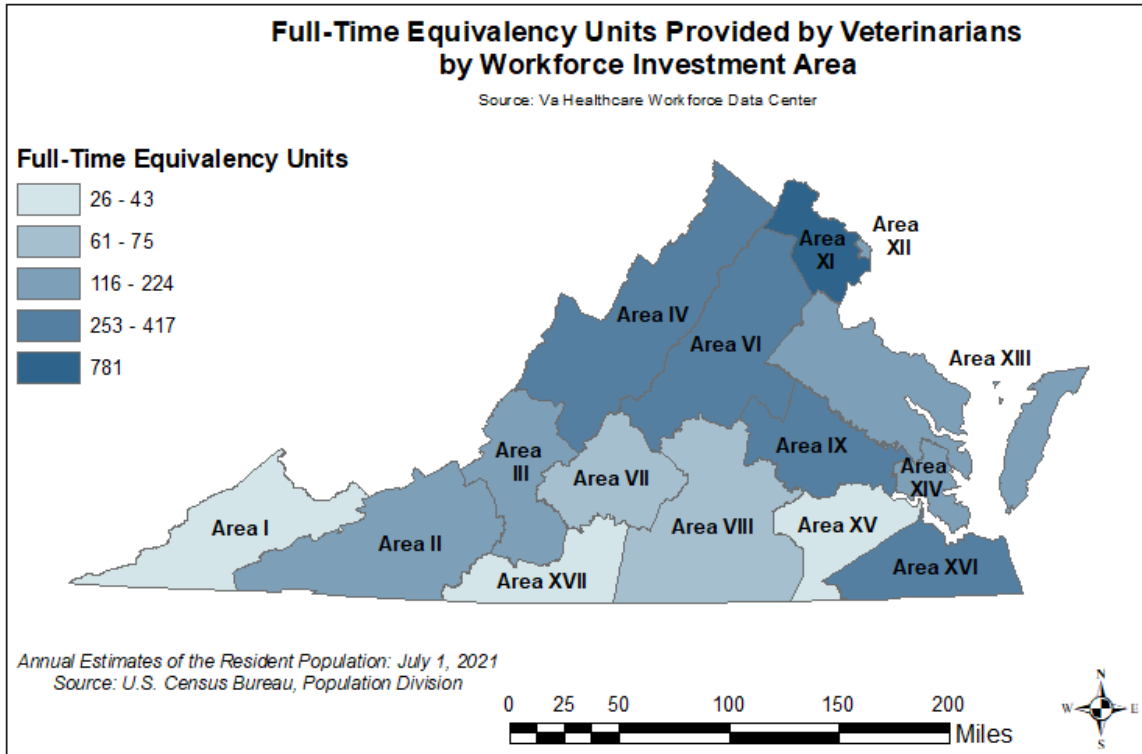 Full-Time Equivalency Units Provided by Veterinarians
by Workforce Investment Area
Source: Va Healthcare Workforce Data Center
Full-Time Equivalency Units
26 - 43
61 - 75
116 - 224
253 - 417
781
Area
XII
Area
XI
Area IV
Area VI
Area XIII
Area
III
Area IX
Area VII
Area
XIV
Area I
Area II
Area VIII
Area XV
Area XVII
Area XVI
Annual Estimates of the Resident Population: July 1, 2021
Source: U.S. Census Bureau, Population Division
0 25 50 100 150 200
Miles
N
W E
S